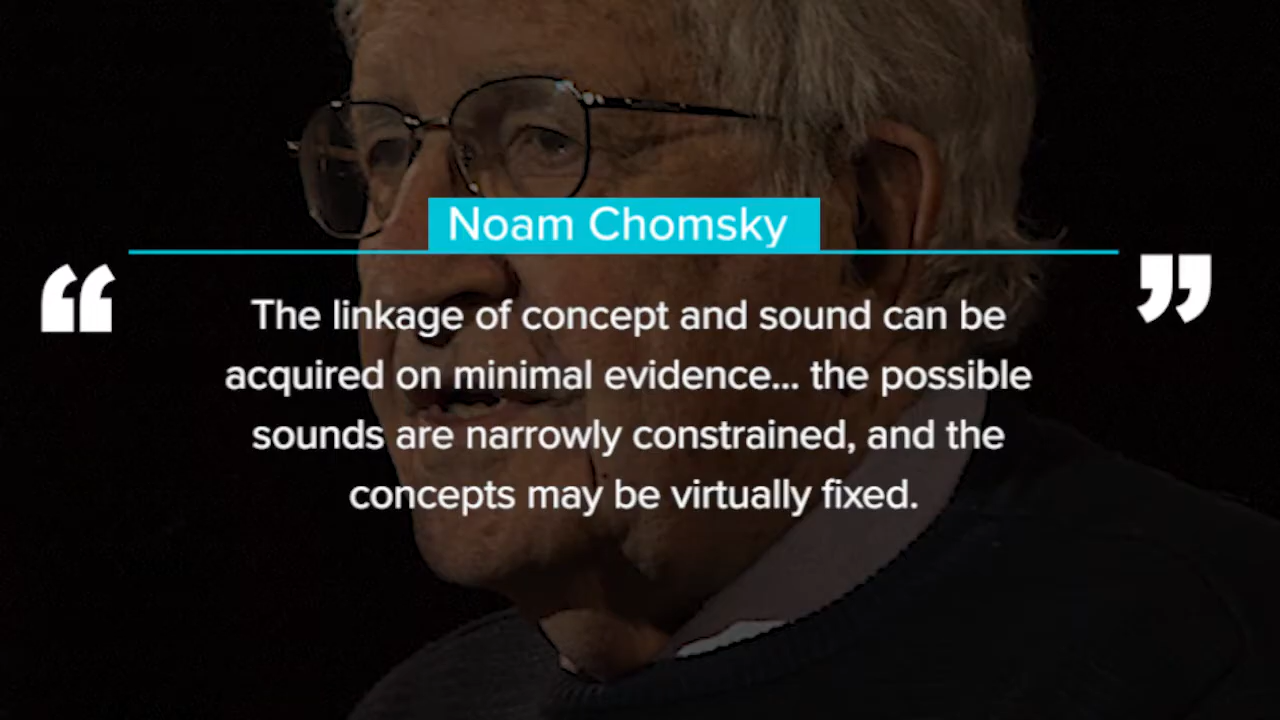 Noam Chomsky
“ ”
The linkage of concept and sound can be
acquired on minimal evidence... the possible
sounds are narrowly constrained, and the
concepts may be virtually fixed.